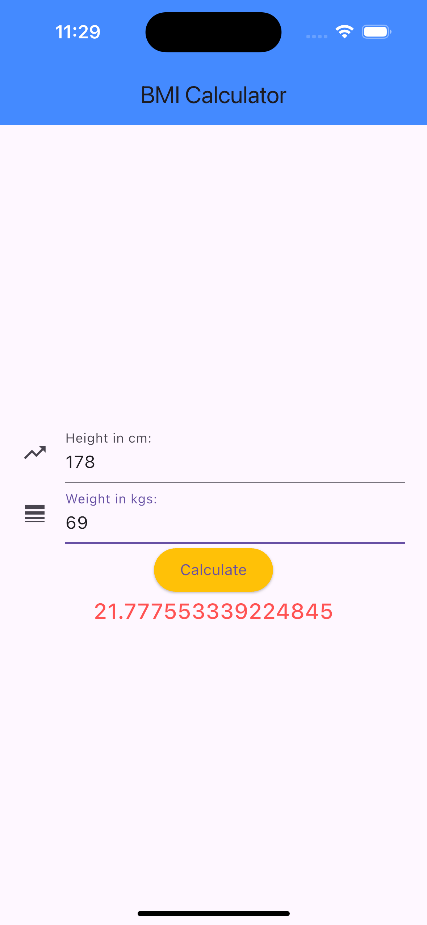 11:29
BMI Calculator
Height in cm:
178
Weight in kgs:
69
Calculate
21.777553339224845